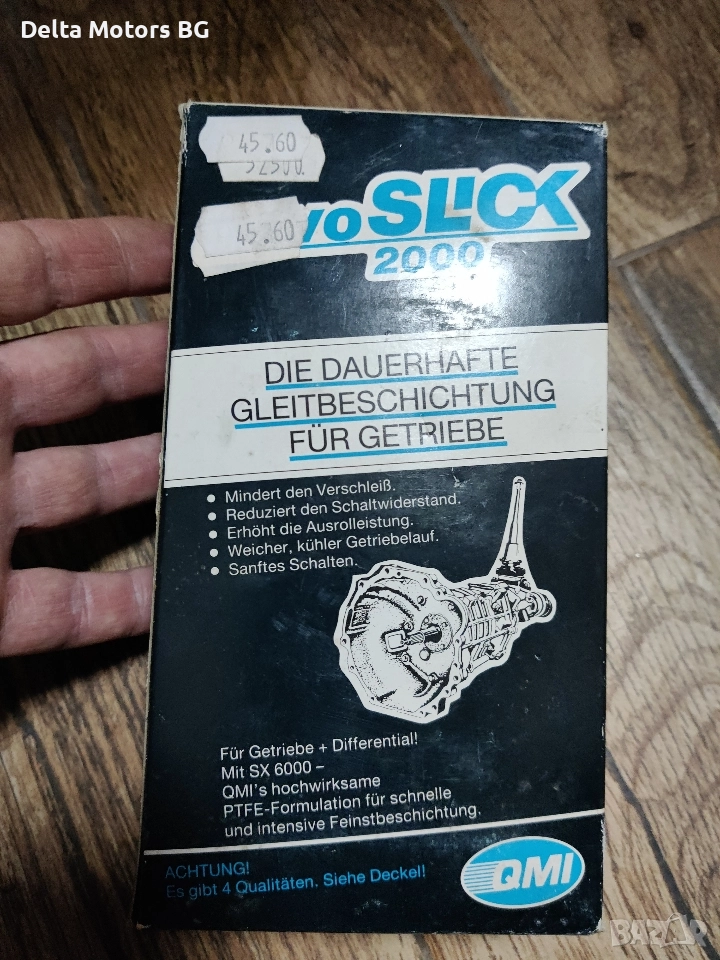 Delta Motors BG
45.60
45.60
SLICK
2000
DIE DAUERHAFTE
GLEITBESCHICHTUNG
FÜR GETRIEBE
• Mindert den Verschleiß.
• Reduziert den Schaltwiderstand.
• Erhöht die Ausrolleistung.
• Weicher, kühler Getriebelauf.
• Sanftes Schalten.
Für Getriebe + Differential!
Mit SX 6000 –
QMI's hochwirksame
PTFE-Formulation für schnelle
und intensive Feinstbeschichtung.
ACHTUNG!
Es gibt 4 Qualitäten. Siehe Deckel!
QMI
BAZAR